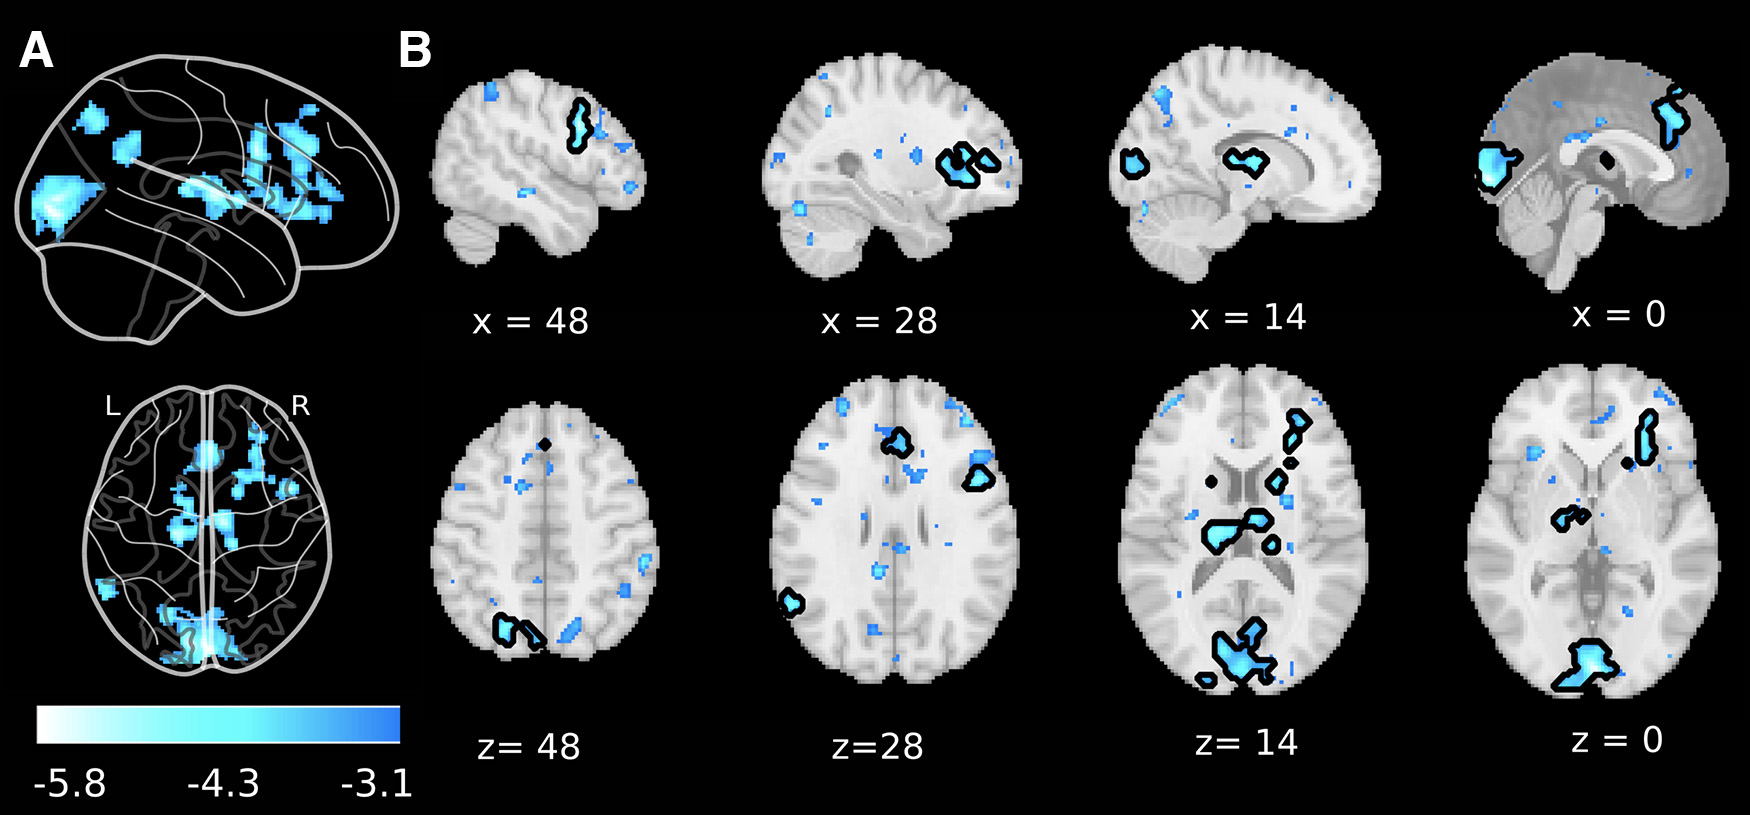 A
B
x = 48
x = 28
x = 14
x = 0
L
R
z= 48
z=28
z= 14
z = 0
-5.8
-4.3
-3.1